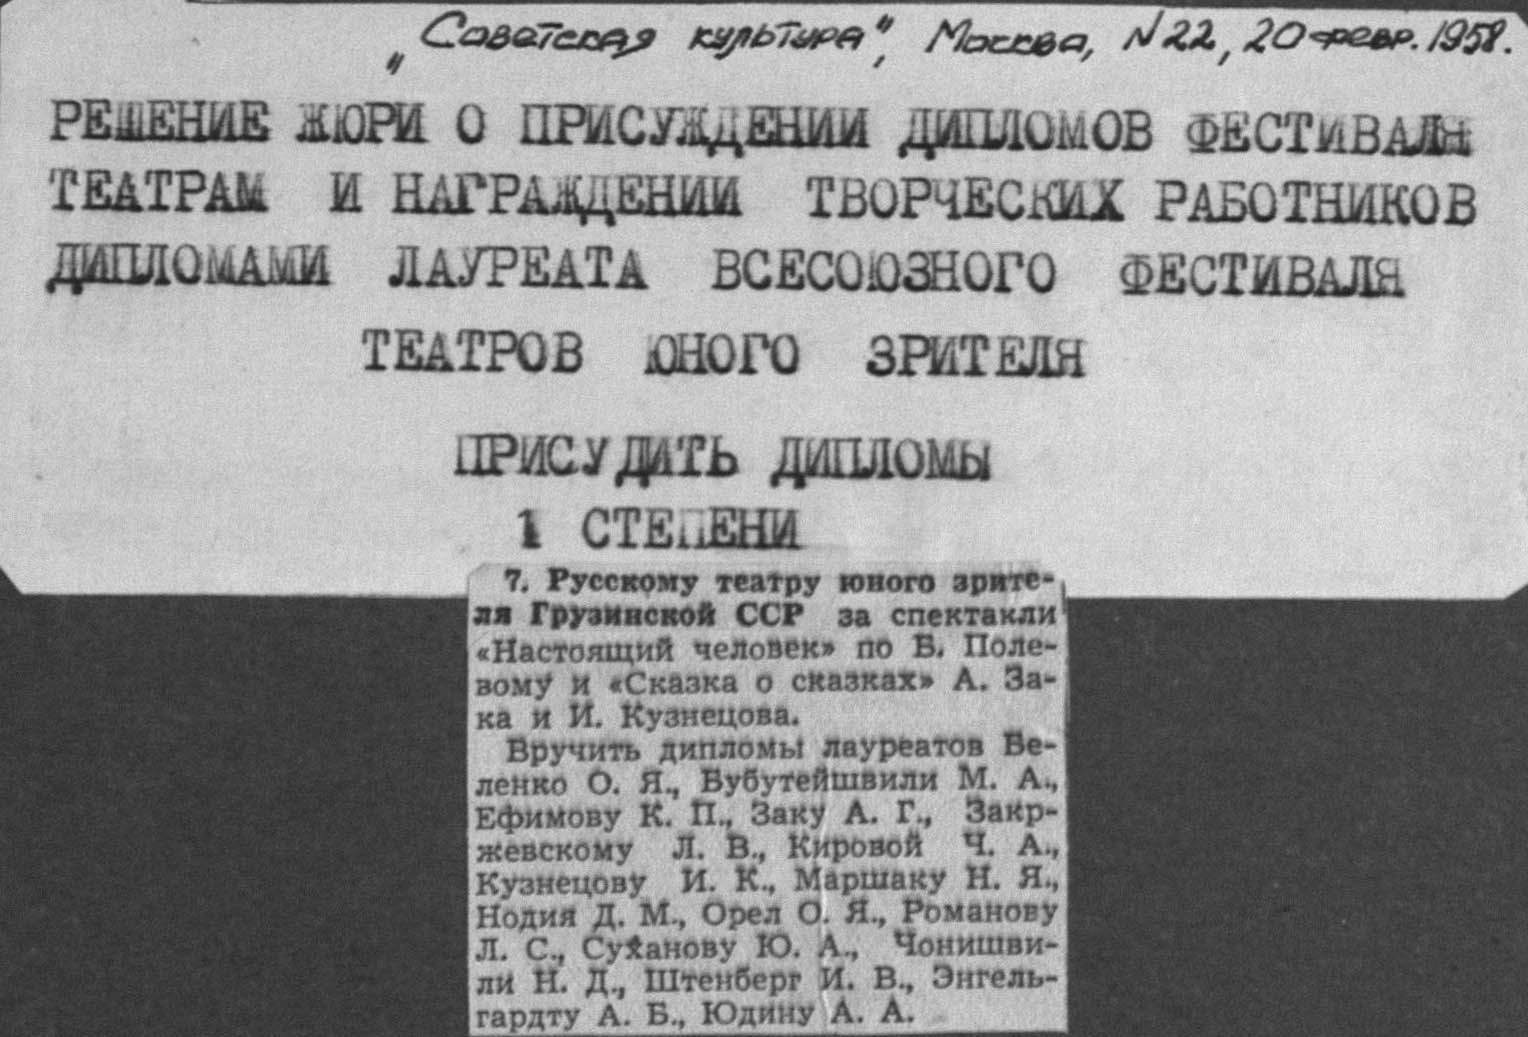 „Советская культура", Москва, N 22, 20 февр. 1958.
РЕШЕНИЕ ЖЮРИ О ПРИСУЖДЕНИИ ДИПЛОМОВ ФЕСТИВАЛЯ
ТЕАТРАМ И НАГРАЖДЕНИИ ТВОРЧЕСКИХ РАБОТНИКОВ
ДИПЛОМАМИ ЛАУРЕАТА ВСЕСОЮЗНОГО ФЕСТИВАЛЯ
ТЕАТРОВ ЮНОГО ЗРИТЕЛЯ
ПРИСУДИТЬ ДИПЛОМЫ
1 СТЕПЕНИ
7. Русскому театру юного зрите-
ля Грузинской ССР за спектакли
«Настоящий человек» по Б. Поле-
вому и «Сказка о сказках» А. За-
ка и И. Кузнецова.
Вручить дипломы лауреатов Бе-
ленко О. Я., Бубутейшвили М. А.,
Ефимову К. П., Заку А. Г., Закр-
жевскому Л. В., Кировой Ч. А.,
Кузнецову И. К., Маршаку Н. Я.,
Нодия Д. М., Орел О. Я., Романову
Л. С., Суханову Ю. А., Чонишви-
ли Н. Д., Штенберг И. В., Энгель-
гардту А. Б., Юдину А. А.